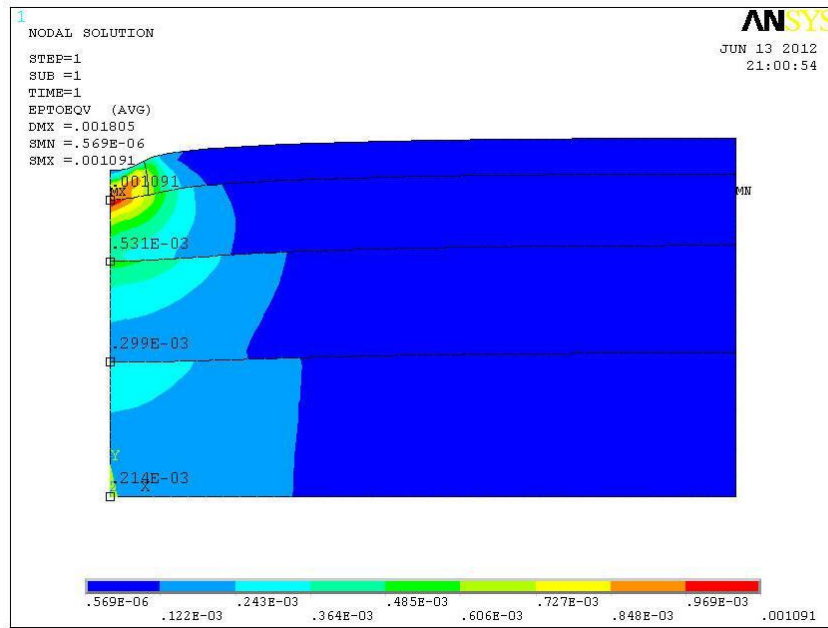 1
NODAL SOLUTION
ANSYS
JUN 13 2012
21:00:54
STEP=1
SUB =1
TIME=1
EPTOEQV (AVG)
DMX =.001805
SMN =.569E-06
SMX =.001091
.001091
MX
MN
.531E-03
.299E-03
Y
.214E-03
Z X
.569E-06 .243E-03 .485E-03 .727E-03 .969E-03
.122E-03 .364E-03 .606E-03 .848E-03 .001091